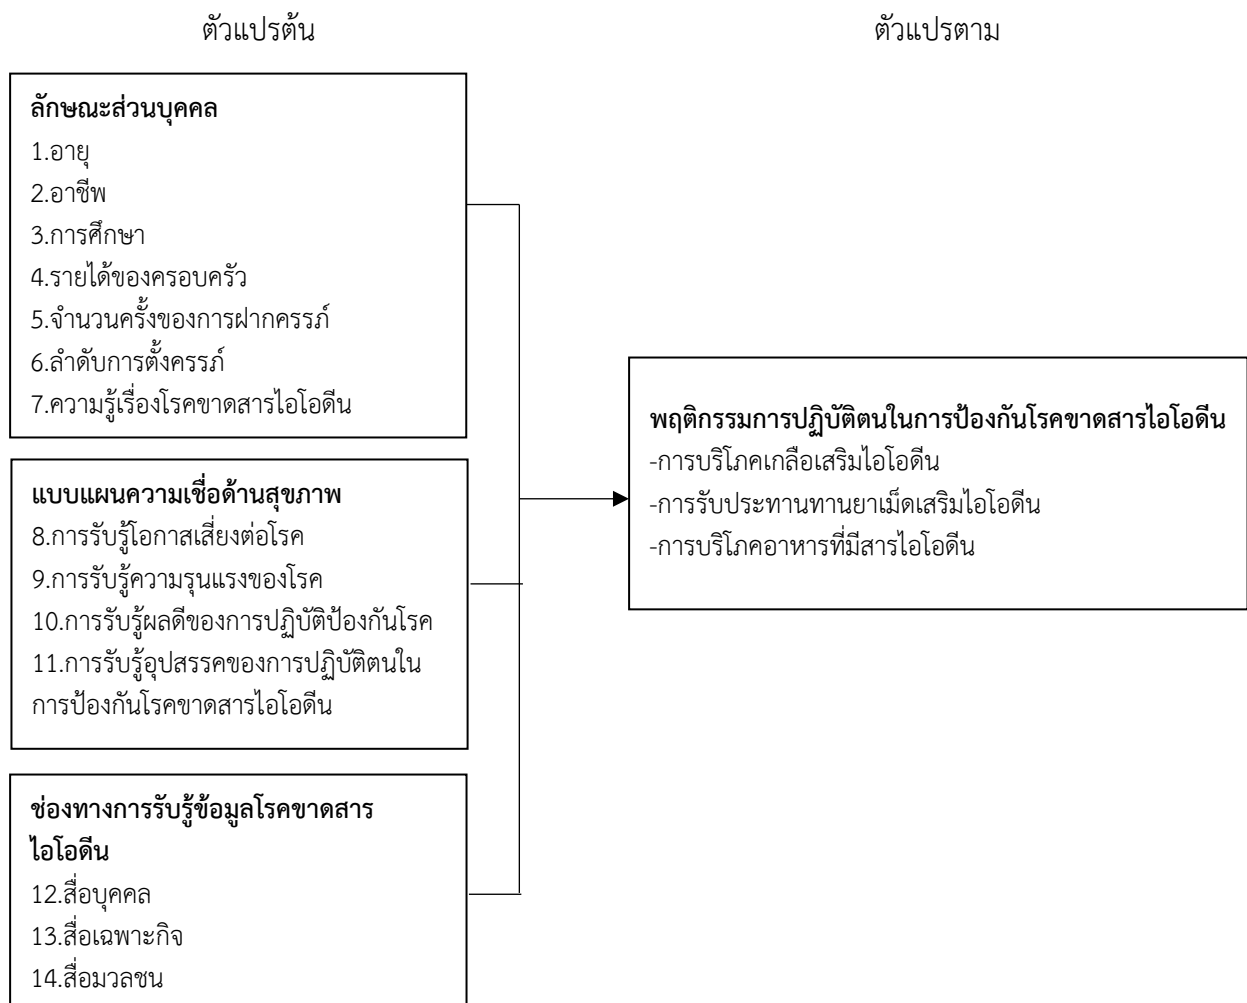 ตัวแปรต้น
ตัวแปรตาม
ลักษณะส่วนบุคคล
1.อายุ
2.อาชีพ
3.การศึกษา
4.รายได้ของครอบครัว
5.จำนวนครั้งของการฝากครรภ์
6.ลำดับการตั้งครรภ์
7.ความรู้เรื่องโรคขาดสารไอโอดีน
แบบแผนความเชื่อด้านสุขภาพ
8.การรับรู้โอกาสเสี่ยงต่อโรค
9.การรับรู้ความรุนแรงของโรค
10.การรับรู้ผลดีของการปฏิบัติป้องกันโรค
11.การรับรู้อุปสรรคของการปฏิบัติตนใน
การป้องกันโรคขาดสารไอโอดีน
ช่องทางการรับรู้ข้อมูลโรคขาดสาร
ไอโอดีน
12.สื่อบุคคล
13.สื่อเฉพาะกิจ
14.สื่อมวลชน
พฤติกรรมการปฏิบัติตนในการป้องกันโรคขาดสารไอโอดีน
-การบริโภคเกลือเสริมไอโอดีน
-การรับประทานทานยาเม็ดเสริมไอโอดีน
-การบริโภคอาหารที่มีสารไอโอดีน